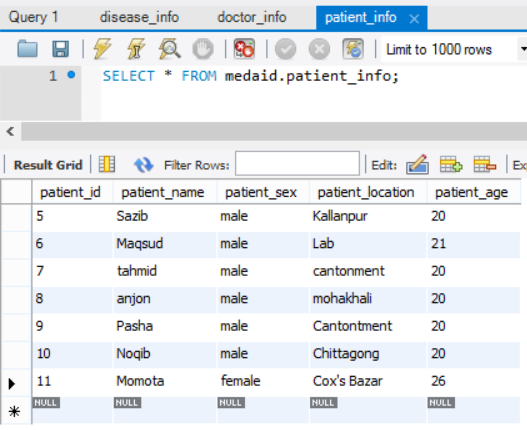 Query 1 disease_info doctor_info patient_info
Limit to 1000 rows
1 SELECT * FROM medaid.patient_info;
Result Grid Filter Rows: Edit: Ex
patient_id patient_name patient_sex patient_location patient_age
5 Sazib male Kallanpur 20
6 Maqsud male Lab 21
7 tahmid male cantonment 20
8 anjon male mohakhali 20
9 Pasha male Cantontment 20
10 Noqib male Chittagong 20
11 Momota female Cox's Bazar 26
NULL NULL NULL NULL NULL